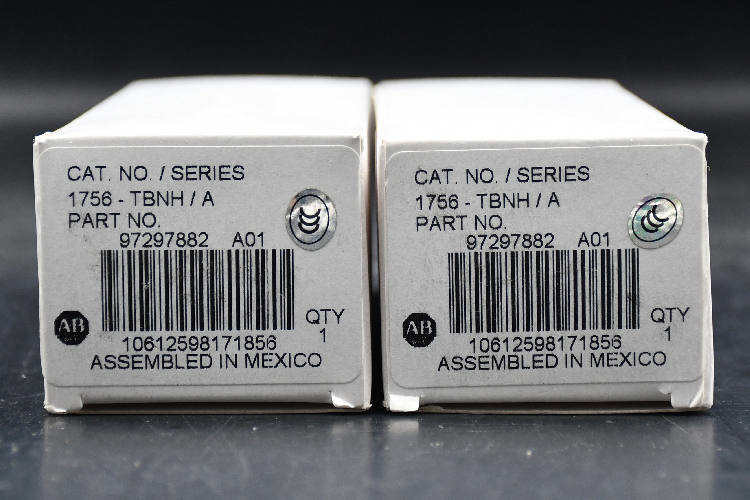 CAT. NO. / SERIES
1756 - TBNH / A
PART NO.
97297882 A01
AB
QTY
1
10612598171856
ASSEMBLED IN MEXICO
CAT. NO. / SERIES
1756 - TBNH / A
PART NO.
97297882 A01
AB
QTY
1
10612598171856
ASSEMBLED IN MEXICO